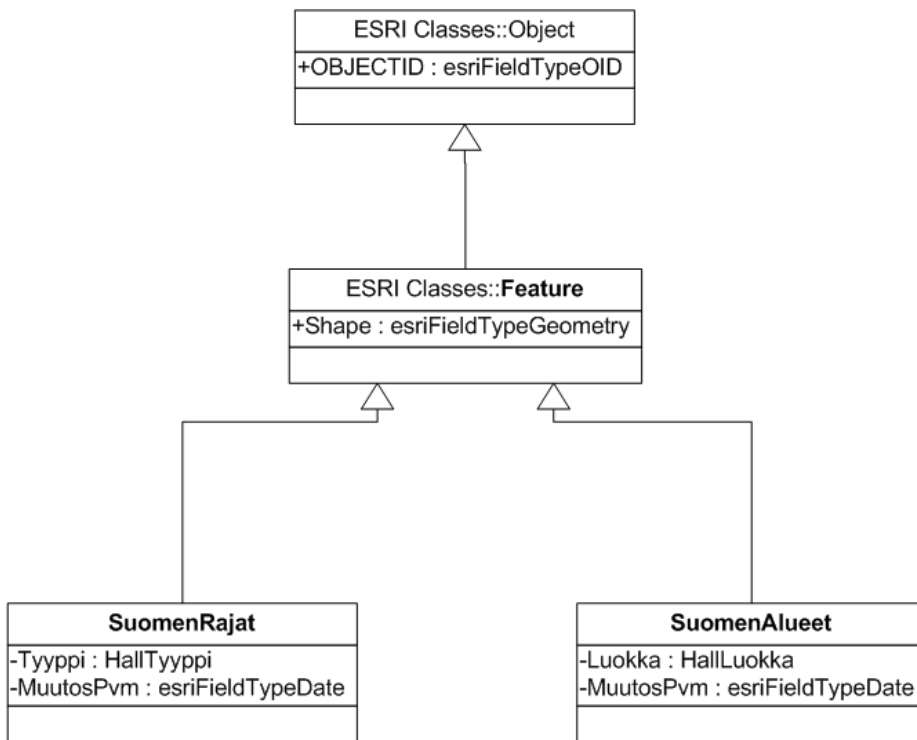 ESRI Classes::Object
+OBJECTID : esriFieldTypeOID
ESRI Classes::Feature
+Shape : esriFieldTypeGeometry
SuomenRajat
-Tyyppi : HallTyyppi
-MuutosPvm : esriFieldTypeDate
SuomenAlueet
-Luokka : HallLuokka
-MuutosPvm : esriFieldTypeDate